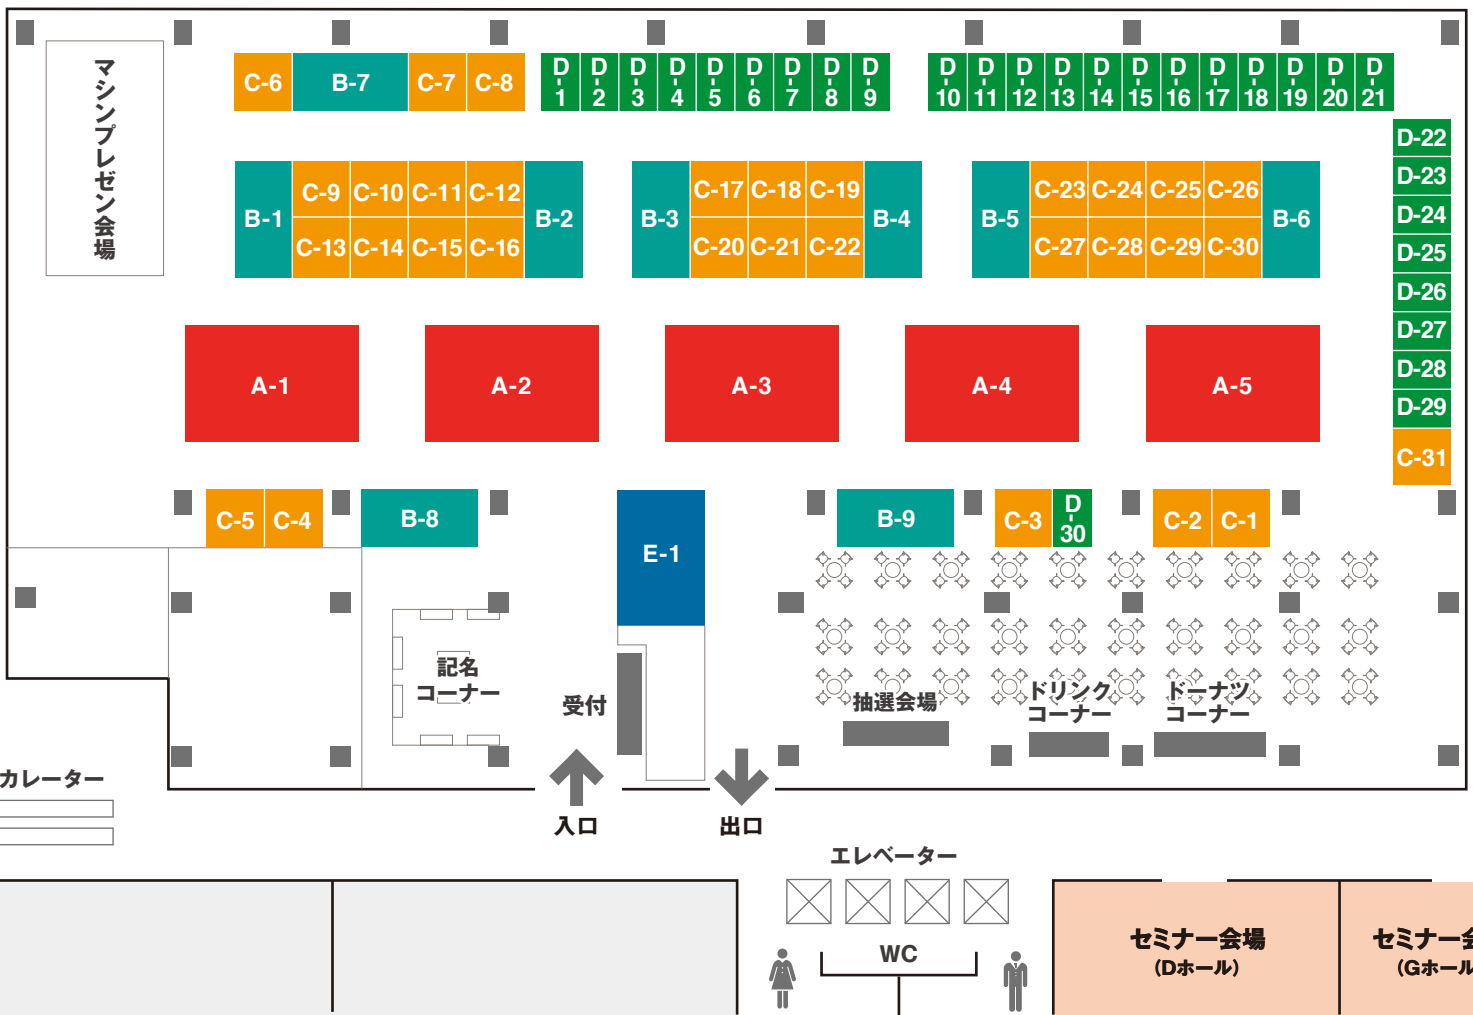 マシンプレゼン会場
C-6
B-7
C-7
C-8
D-1
D-2
D-3
D-4
D-5
D-6
D-7
D-8
D-9
D-10
D-11
D-12
D-13
D-14
D-15
D-16
D-17
D-18
D-19
D-20
D-21
D-22
D-23
D-24
D-25
D-26
D-27
D-28
D-29
C-31
B-1
C-9
C-10
C-11
C-12
C-13
C-14
C-15
C-16
B-2
B-3
C-17
C-18
C-19
C-20
C-21
C-22
B-4
B-5
C-23
C-24
C-25
C-26
C-27
C-28
C-29
C-30
B-6
A-1
A-2
A-3
A-4
A-5
C-5
C-4
B-8
E-1
B-9
C-3
D-30
C-2
C-1
記名
コーナー
受付
抽選会場
ドリンク
コーナー
ドーナツ
コーナー
カレーター
入口
出口
エレベーター
WC
セミナー会場
(Dホール)
セミナー会
(Gホール